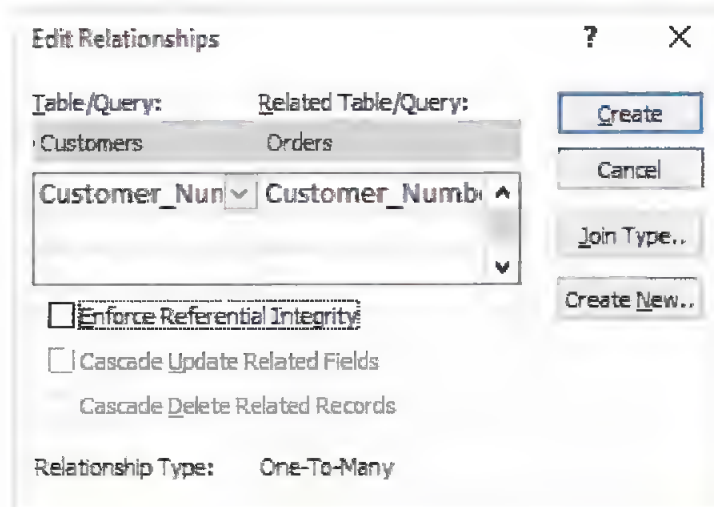 Edit Relationships ?
Table/Query: Related Table/Query:
Customers Orders
Customer_Nun Customer_Numb
Enforce Referential Integrity
Cascade Update Related Fields
Cascade Delete Related Records
Relationship Type: One-To-Many
Create
Cancel
Join Type..
Create New..